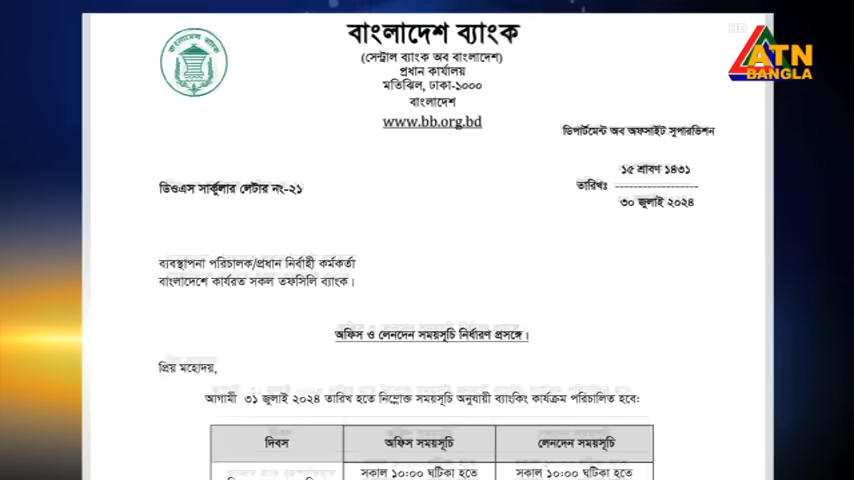 বাংলাদেশ ব্যাংক
(সেন্ট্রাল ব্যাংক অব বাংলাদেশ)
প্রধান কার্যালয়
মতিঝিল, ঢাকা-১০০০
বাংলাদেশ
www.bb.org.bd
HD
ATN
BANGLA
ডিপার্টমেন্ট অব অফসাইট সুপারভিশন
ডিওএস সার্কুলার লেটার নং-২১
১৫ শ্রাবণ ১৪৩১
তারিখঃ --------------------
৩০ জুলাই ২০২৪
ব্যবস্থাপনা পরিচালক/প্রধান নির্বাহী কর্মকর্তা
বাংলাদেশে কার্যরত সকল তফসিলি ব্যাংক।
অফিস ও লেনদেন সময়সূচি নির্ধারণ প্রসঙ্গে।
প্রিয় মহোদয়,
আগামী ৩১ জুলাই ২০২৪ তারিখ হতে নিম্নোক্ত সময়সূচি অনুযায়ী ব্যাংকিং কার্যক্রম পরিচালিত হবে:
দিবস অফিস সময়সূচি লেনদেন সময়সূচি
সকাল ১০:০০ ঘটিকা হতে সকাল ১০:০০ ঘটিকা হতে